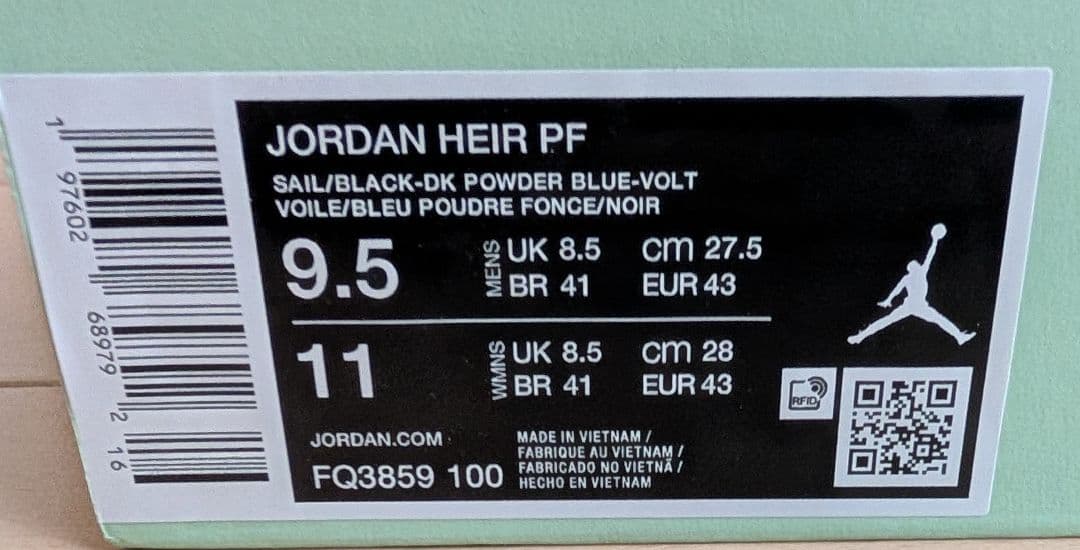 JORDAN HEIR PF
SAIL/BLACK-DK POWDER BLUE-VOLT
VOILE/BLEU POUDRE FONCE/NOIR
9.5 MENS UK 8.5 cm 27.5
BR 41 EUR 43
11 WMNS UK 8.5 cm 28
BR 41 EUR 43
RFID
JORDAN.COM
FQ3859 100
MADE IN VIETNAM /
FABRIQUE AU VIETNAM /
FABRICADO NO VIETNÃ /
HECHO EN VIETNAM
1 97602 68979 2 16